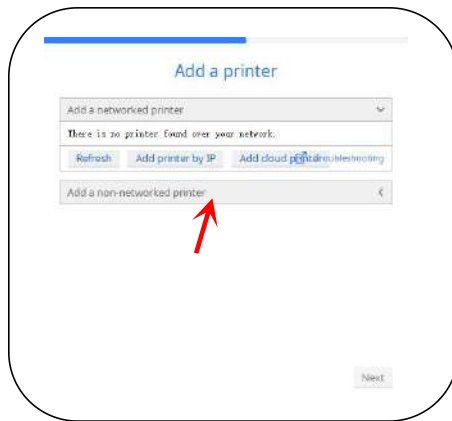 Add a printer
Add a networked printer
There is no printer found over your network.
Refresh Add printer by IP Add cloud printer Troubleshooting
Add a non-networked printer
Next